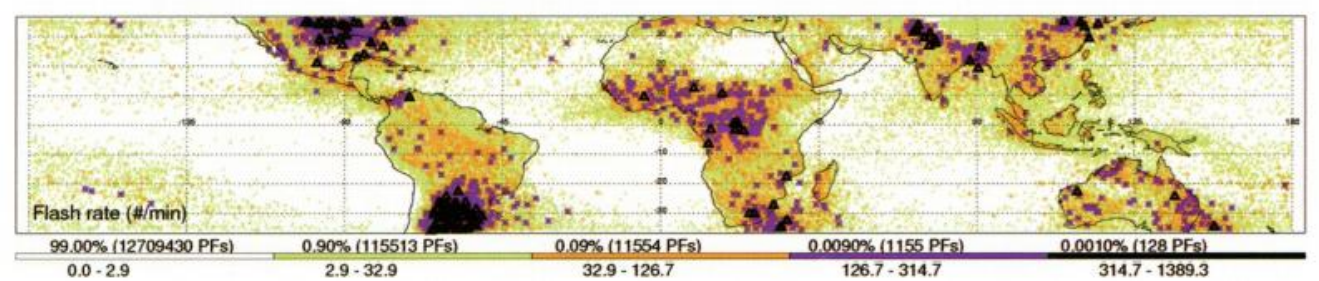 Flash rate (#/min)
99.00% (12709430 PFs) 0.90% (115513 PFs) 0.09% (11554 PFs) 0.0090% (1155 PFs) 0.0010% (128 PFs)
0.0 - 2.9 2.9 - 32.9 32.9 - 126.7 126.7 - 314.7 314.7 - 1389.3